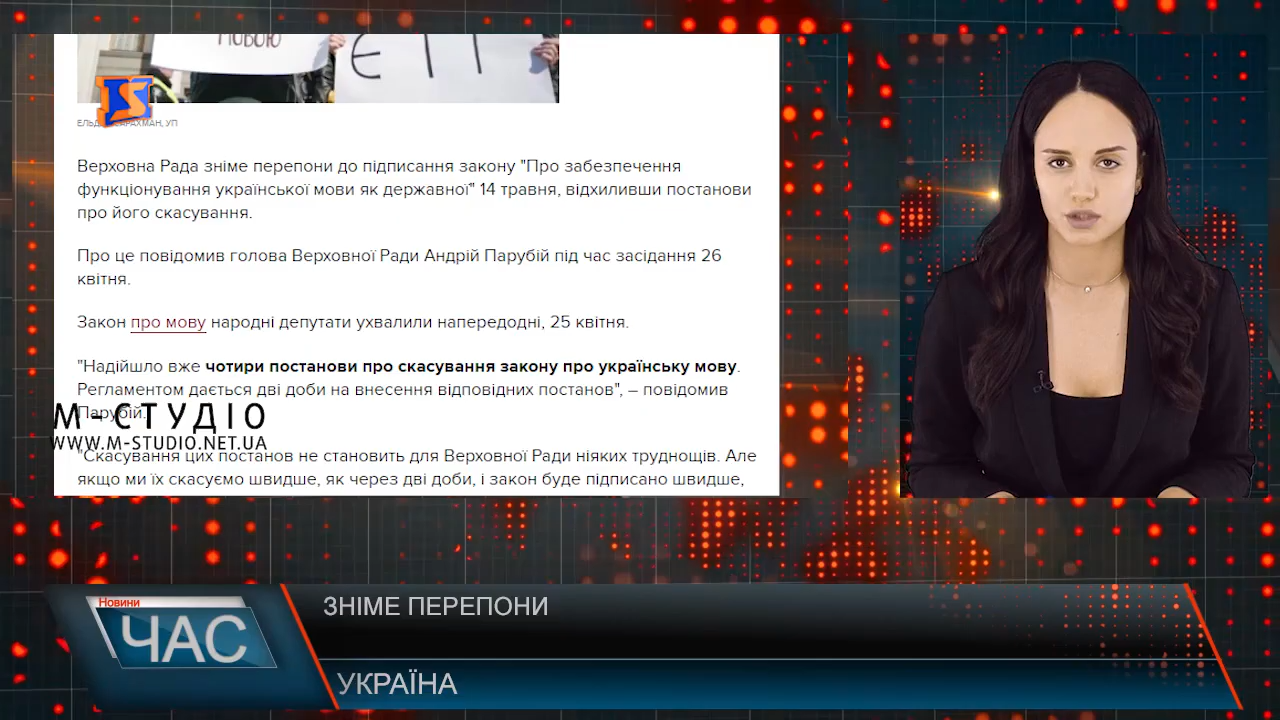 ЛЮБОЮ
ЕЛЬДАР САРАХМАН, УП
Верховна Рада зніме перепони до підписання закону "Про забезпечення
функціонування української мови як державної" 14 травня, відхиливши постанови
про його скасування.
Про це повідомив голова Верховної Ради Андрій Парубій під час засідання 26
квітня.
Закон про мову народні депутати ухвалили напередодні, 25 квітня.
"Надійшло вже чотири постанови про скасування закону про українську мову.
Регламентом дається дві доби на внесення відповідних постанов", – повідомив
Парубій.
М-СТУДІО
WWW.M-STUDIO.NET.UA
"Скасування цих постанов не становить для Верховної Ради ніяких труднощів. Але
якщо ми їх скасуємо швидше, як через дві доби, і закон буде підписано швидше,
Новини
ЧАС
ЗНІМЕ ПЕРЕПОНИ
УКРАЇНА